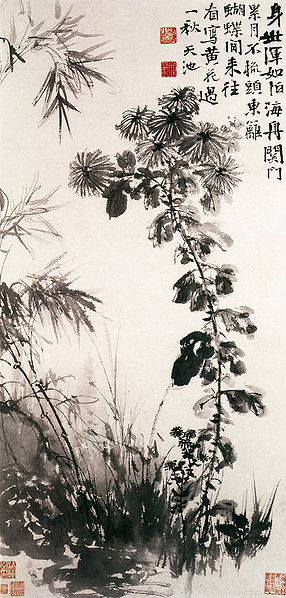 身世渾如泊海舟關門
累月不梳頭東籬
蝴蝶閒來往
看寫黃花過
一秋 天池